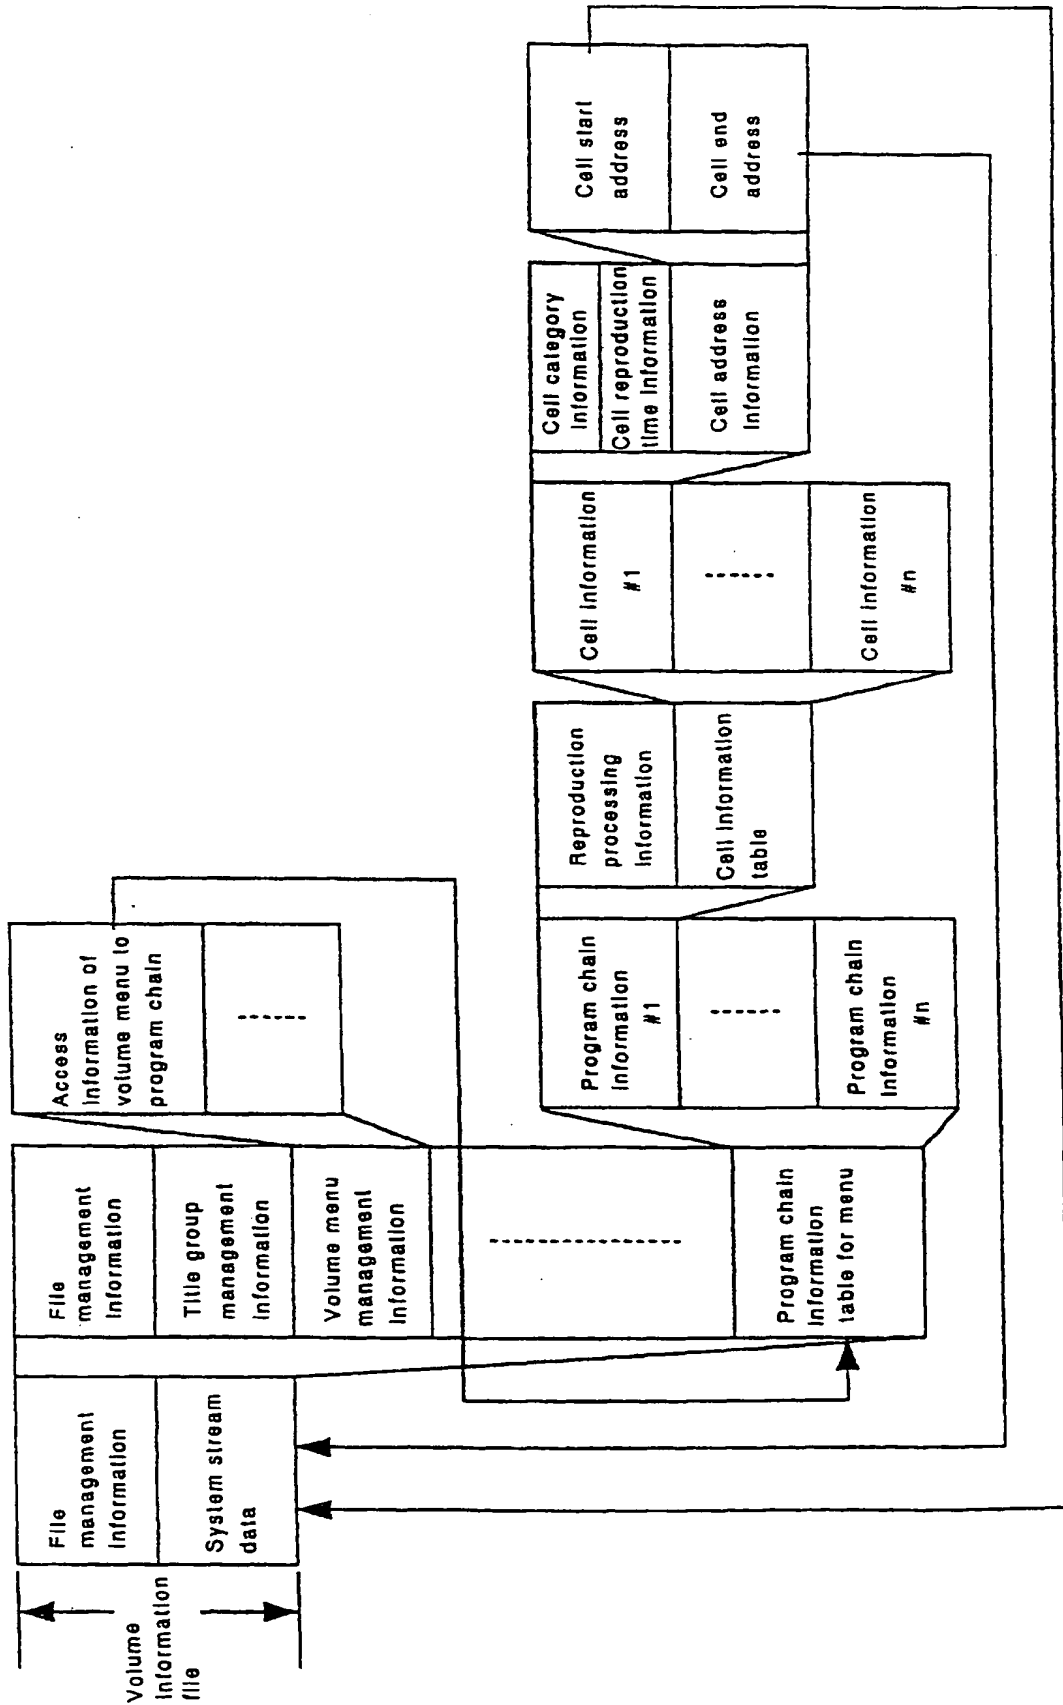 Volume
Information
file
File
management
Information
System stream
data
File
management
Information
Title group
management
Information
Volume menu
management
Information
Program chain
Information
table for menu
Access
Information of
volume menu to
program chain
Program chain
Information
#1
Program chain
Information
#n
Reproduction
processing
Information
Cell Information
table
Cell Information
#1
Cell Information
#n
Cell category
Information
Cell reproduction
time Information
Cell address
Information
Cell start
address
Cell end
address